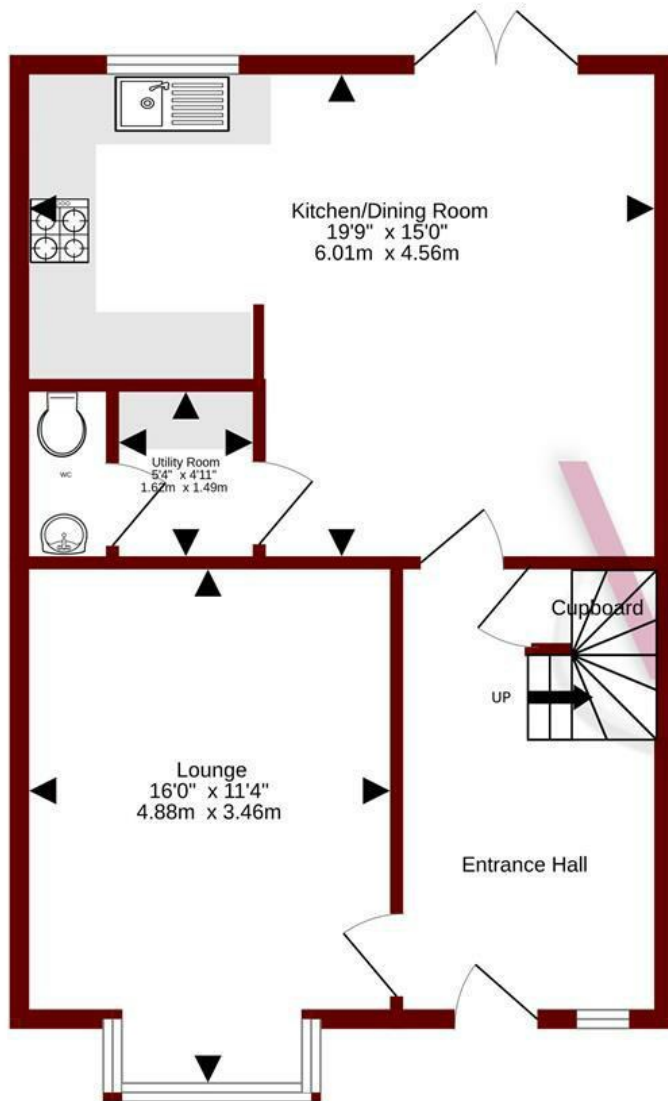 Kitchen/Dining Room
19'9" x 15'0"
6.01m x 4.56m
WC
Utility Room
5'4" x 4'11"
1.62m x 1.49m
Cupboard
UP
Lounge
16'0" x 11'4"
4.88m x 3.46m
Entrance Hall